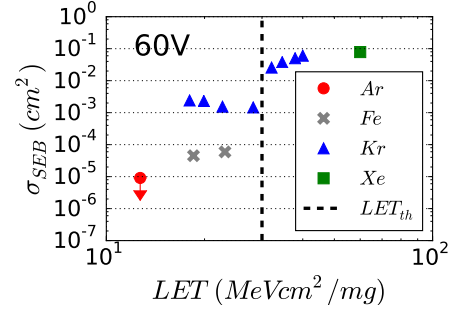 60V
10^0
10^-1
10^-2
10^-3
10^-4
10^-5
10^-6
10^-7
σ_SEB (cm^2)
Ar
Fe
Kr
Xe
LET_th
10^1 10^2
LET (MeVcm^2/mg)